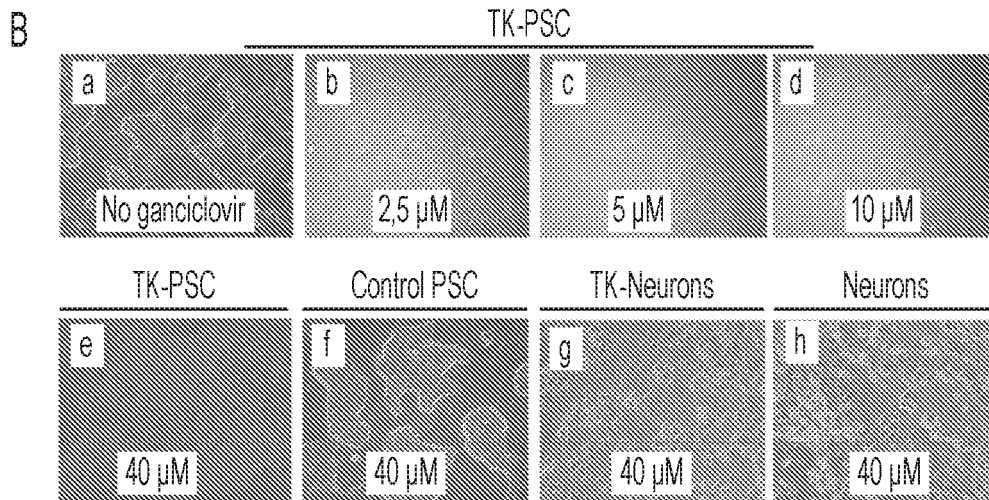 B
TK-PSC
a b c d
No ganciclovir 2,5 μM 5 μM 10 μM
TK-PSC Control PSC TK-Neurons Neurons
e f g h
40 μM 40 μM 40 μM 40 μM